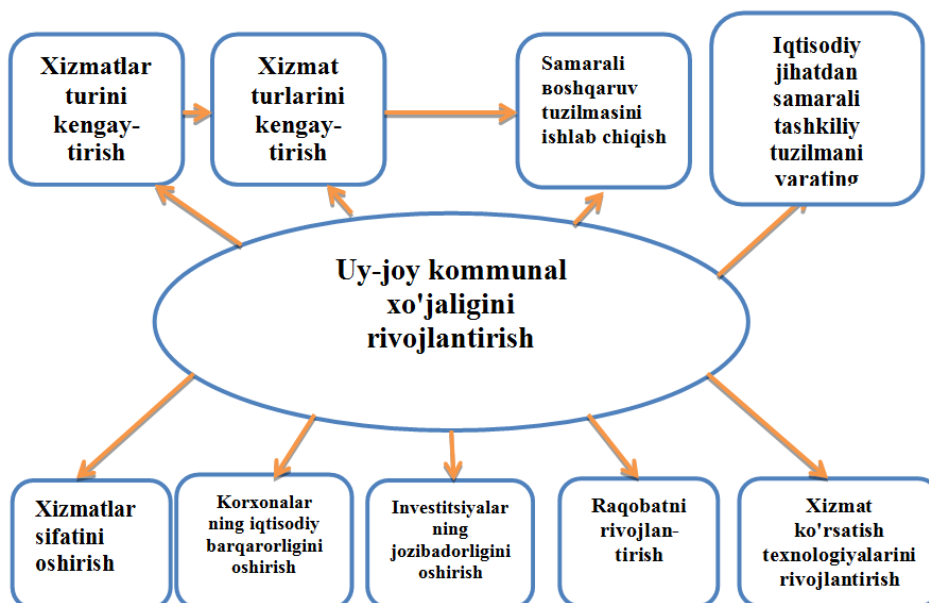 Xizmatlar
turini
kengay-
tirish
Xizmat
turlarini
kengay-
tirish
Samarali
вoshqaruv
tuzilmasini
ishlab chiqish
Iqtisodiy
jihatdan
samarali
tashkiliy
tuzilmani
varating
Uy-joy kommunal
xo'jaligini
rivojlantirish
Xizmatlar
sifatini
oshirish
Korxonalar
ning iqtisodiy
barqarorligini
oshirish
Investitsiyalar
ning
jozibadorligini
oshirish
Raqobatni
rivojlan-
tirish
Xizmat
ko'rsatish
texnologiyalarini
rivojlantirish